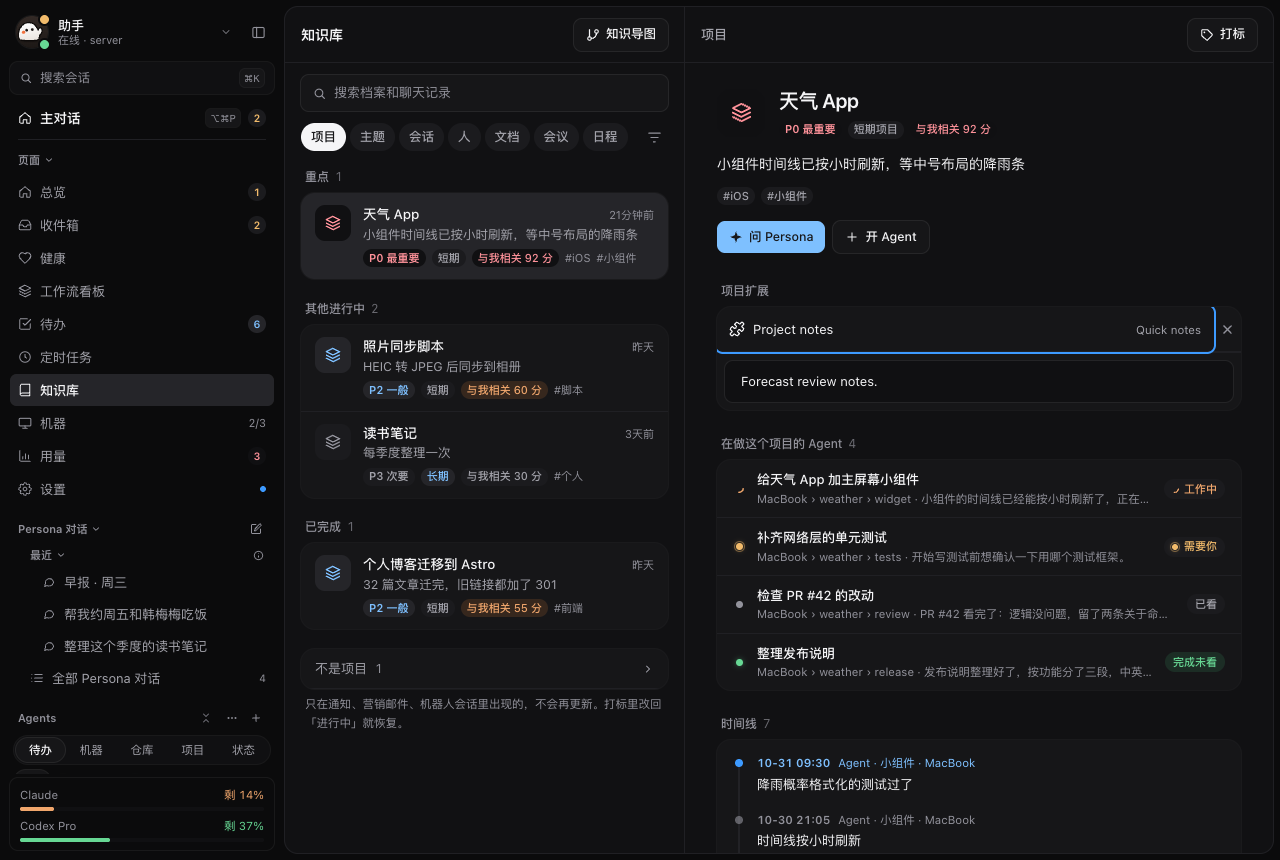 助手
在线 · server
搜索会话
⌘K
主对话
⌥⌘P
2
页面
总览
1
收件箱
2
健康
工作流看板
待办
6
定时任务
知识库
机器
2/3
用量
3
设置
Persona 对话
最近
早报 · 周三
帮我约周五和韩梅梅吃饭
整理这个季度的读书笔记
全部 Persona 对话
4
Agents
待办
机器
仓库
项目
状态
Claude
剩 14%
Codex Pro
剩 37%
知识库
知识导图
搜索档案和聊天记录
项目
主题
会话
人
文档
会议
日程
重点 1
天气 App
21分钟前
小组件时间线已按小时刷新，等中号布局的降雨条
P0 最重要
短期
与我相关 92 分
#iOS
#小组件
其他进行中 2
照片同步脚本
昨天
HEIC 转 JPEG 后同步到相册
P2 一般
短期
与我相关 60 分
#脚本
读书笔记
3天前
每季度整理一次
P3 次要
长期
与我相关 30 分
#个人
已完成 1
个人博客迁移到 Astro
昨天
32 篇文章迁完，旧链接都加了 301
P2 一般
短期
与我相关 55 分
#前端
不是项目 1
只在通知、营销邮件、机器人会话里出现的，不会再更新。打标里改回
「进行中」就恢复。
项目
打标
天气 App
P0 最重要
短期项目
与我相关 92 分
小组件时间线已按小时刷新，等中号布局的降雨条
#iOS
#小组件
问 Persona
开 Agent
项目扩展
Project notes
Quick notes
Forecast review notes.
在做这个项目的 Agent 4
给天气 App 加主屏幕小组件
MacBook › weather › widget · 小组件的时间线已经能按小时刷新了，正在…
工作中
补齐网络层的单元测试
MacBook › weather › tests · 开始写测试前想确认一下用哪个测试框架。
需要你
检查 PR #42 的改动
MacBook › weather › review · PR #42 看完了：逻辑没问题，留了两条关于命…
已看
整理发布说明
MacBook › weather › release · 发布说明整理好了，按功能分了三段，中英…
完成未看
时间线 7
10-31 09:30 Agent · 小组件 · MacBook
降雨概率格式化的测试过了
10-30 21:05 Agent · 小组件 · MacBook
时间线按小时刷新